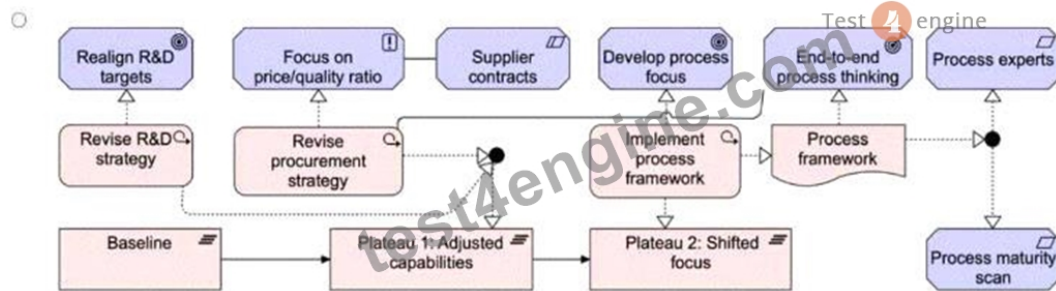 Test 4 engine
Realign R&D
targets
Focus on
price/quality ratio
Supplier
contracts
Develop process
focus
End-to-end
process thinking
Process experts
Revise R&D
strategy
Revise
procurement
strategy
Implement
process
framework
Process
framework
Baseline
Plateau 1: Adjusted
capabilities
Plateau 2: Shifted
focus
Process maturity
scan
test4engine.com